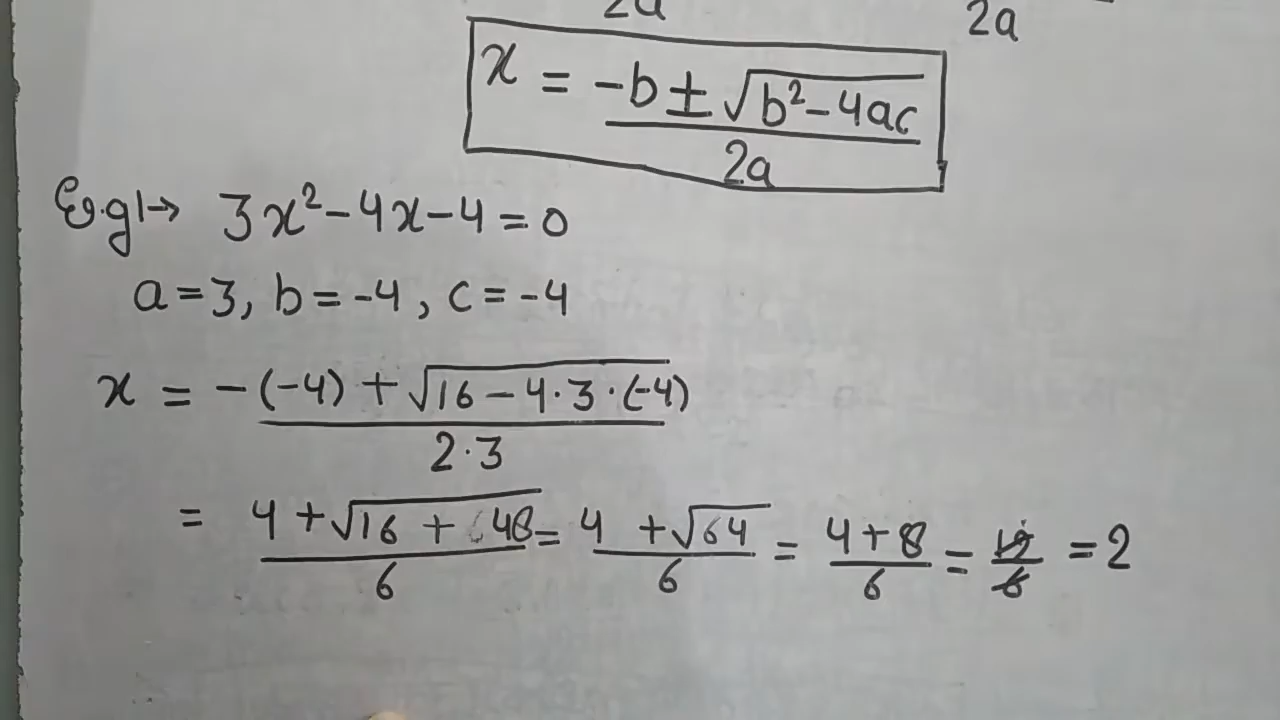 2a 2a
x = -b ± √b² - 4ac
2a
E.g1→ 3x² - 4x - 4 = 0
a = 3, b = -4, c = -4
x = -(-4) + √16 - 4·3·(-4)
2·3
= 4 + √16 + 48 = 4 + √64 = 4 + 8 = 12 = 2
6 6 6 6